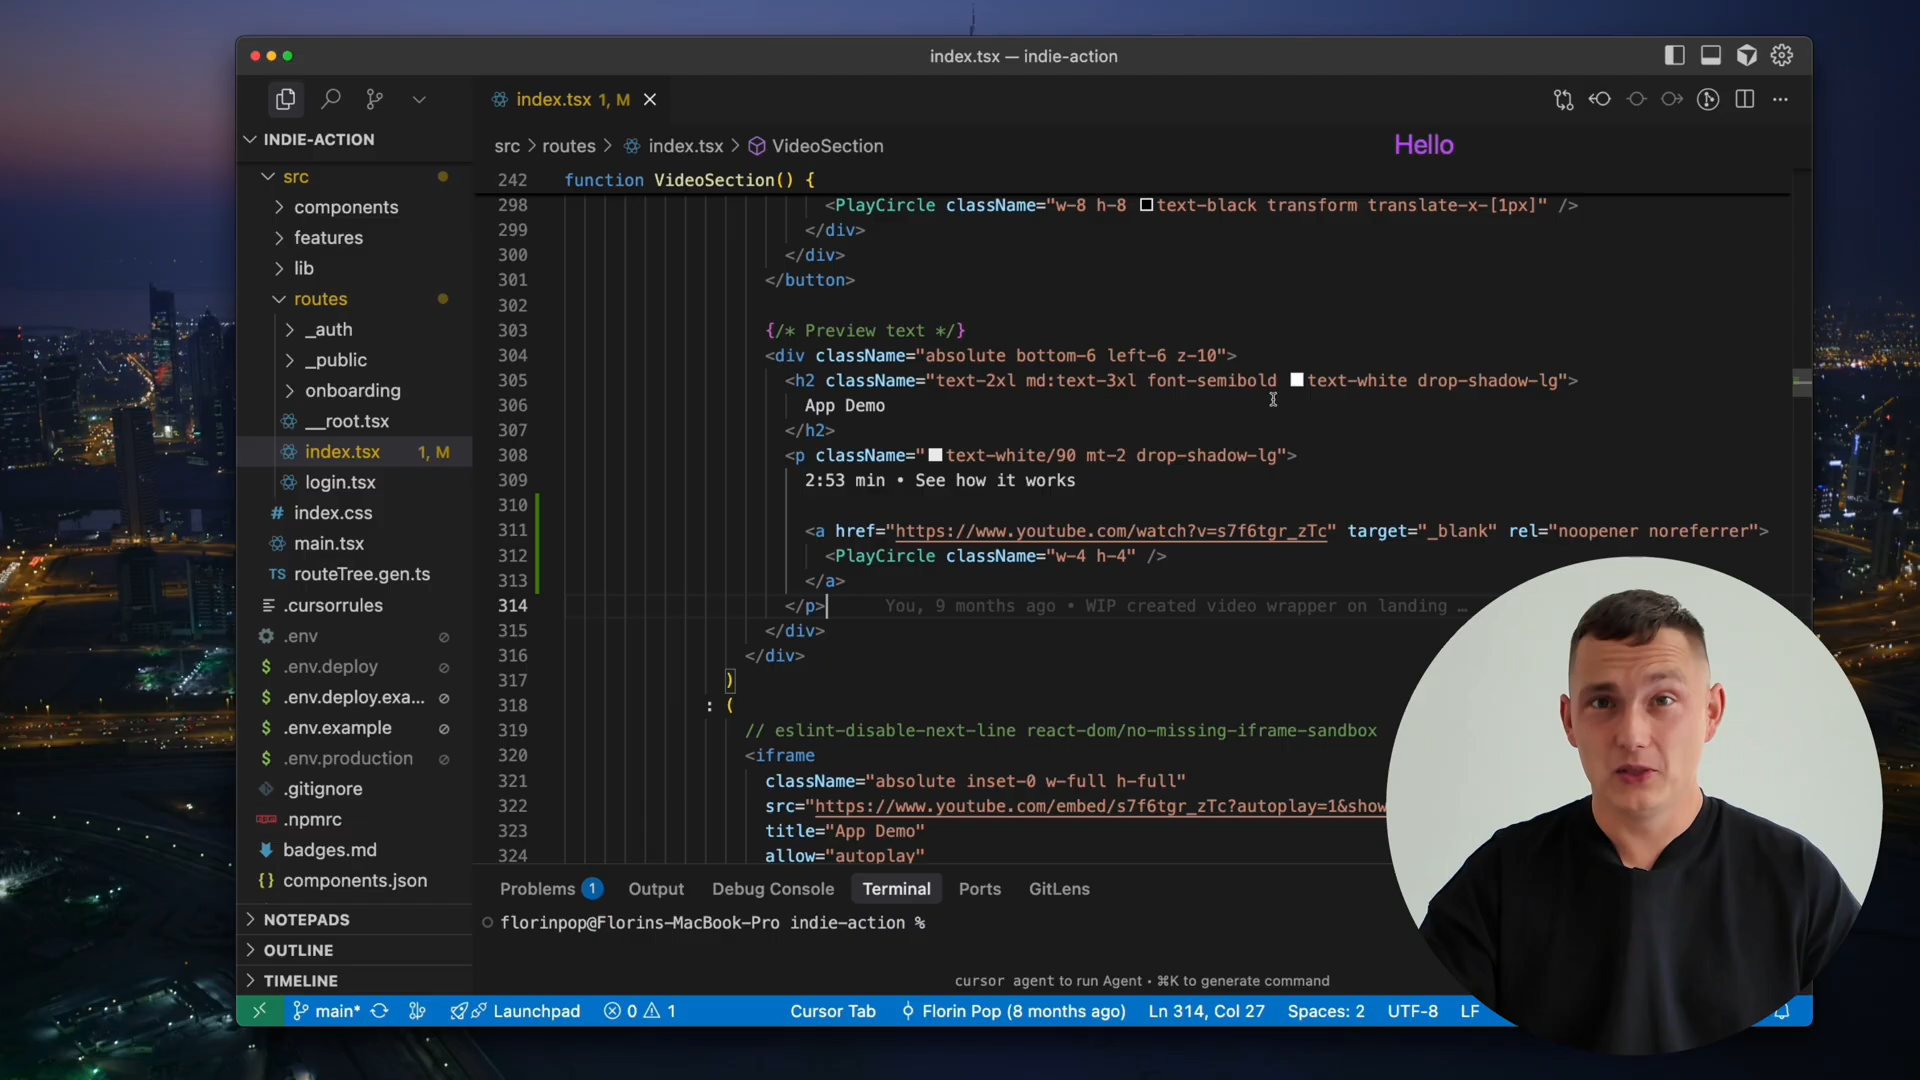 index.tsx — indie-action
index.tsx 1, M
INDIE-ACTION
src > routes > index.tsx > VideoSection
Hello
src
components
features
lib
routes
_auth
_public
onboarding
__root.tsx
index.tsx 1, M
login.tsx
index.css
main.tsx
TS routeTree.gen.ts
.cursorrules
.env
$ .env.deploy
$ .env.deploy.exa...
$ .env.example
$ .env.production
.gitignore
.npmrc
badges.md
{} components.json
NOTEPADS
OUTLINE
TIMELINE
242 function VideoSection() {
298 <PlayCircle className="w-8 h-8 text-black transform translate-x-[1px]" />
299 </div>
300 </div>
301 </button>
302
303 {/* Preview text */}
304 <div className="absolute bottom-6 left-6 z-10">
305 <h2 className="text-2xl md:text-3xl font-semibold text-white drop-shadow-lg">
306 App Demo
307 </h2>
308 <p className="text-white/90 mt-2 drop-shadow-lg">
309 2:53 min • See how it works
310
311 <a href="https://www.youtube.com/watch?v=s7f6tgr_zTc" target="_blank" rel="noopener noreferrer">
312 <PlayCircle className="w-4 h-4" />
313 </a>
314 </p> You, 9 months ago • WIP created video wrapper on landing …
315 </div>
316 </div>
317 )
318 : (
319 // eslint-disable-next-line react-dom/no-missing-iframe-sandbox
320 <iframe
321 className="absolute inset-0 w-full h-full"
322 src="https://www.youtube.com/embed/s7f6tgr_zTc?autoplay=1&show
323 title="App Demo"
324 allow="autoplay"
Problems 1 Output Debug Console Terminal Ports GitLens
florinpop@Florins-MacBook-Pro indie-action %
cursor agent to run Agent • ⌘K to generate command
main* Launchpad 0 1 Cursor Tab Florin Pop (8 months ago) Ln 314, Col 27 Spaces: 2 UTF-8 LF